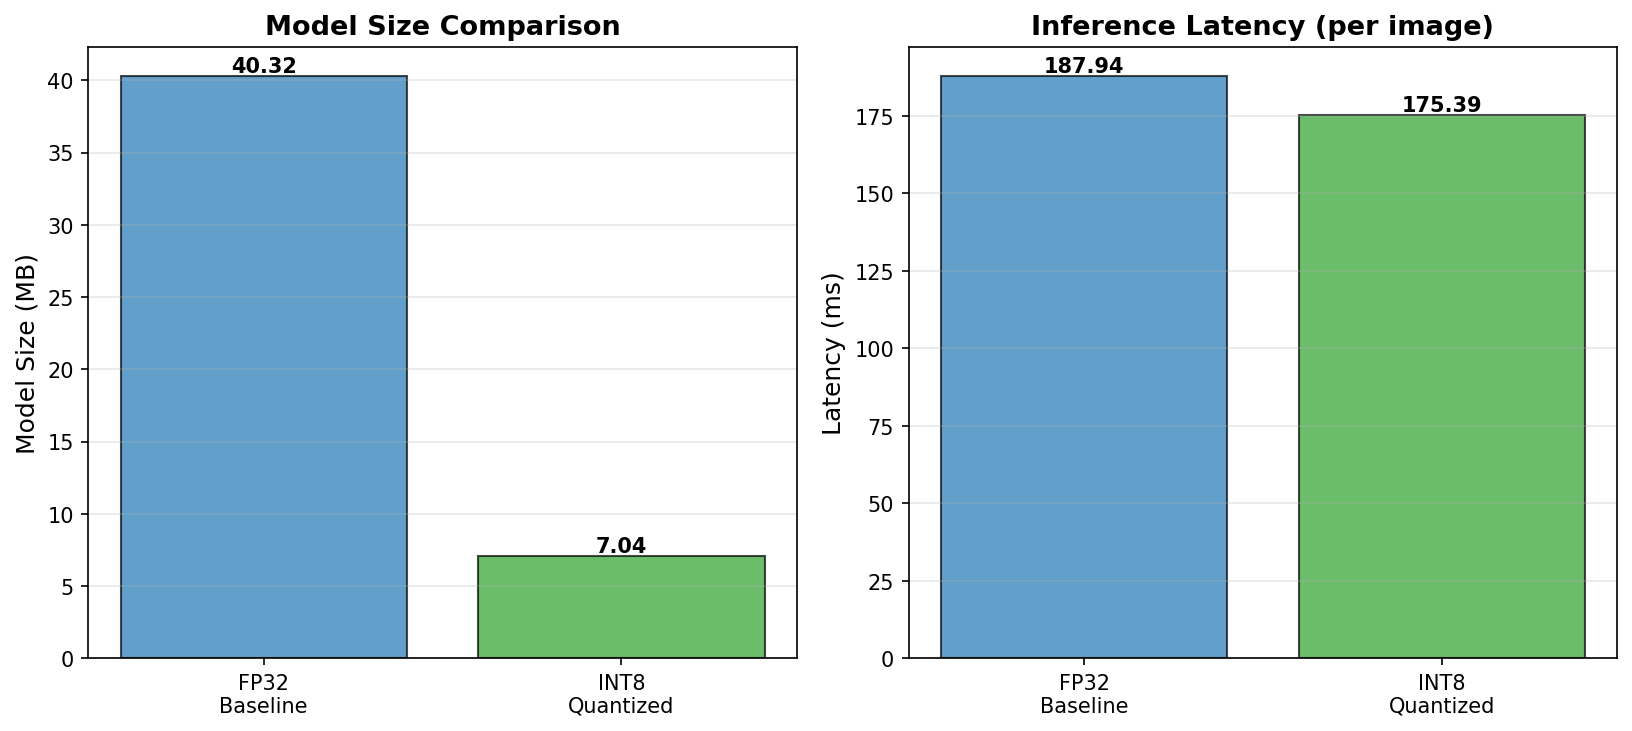 Model Size Comparison
Model Size (MB)
40
35
30
25
20
15
10
5
0
40.32
7.04
FP32
Baseline
INT8
Quantized
Inference Latency (per image)
Latency (ms)
175
150
125
100
75
50
25
0
187.94
175.39
FP32
Baseline
INT8
Quantized